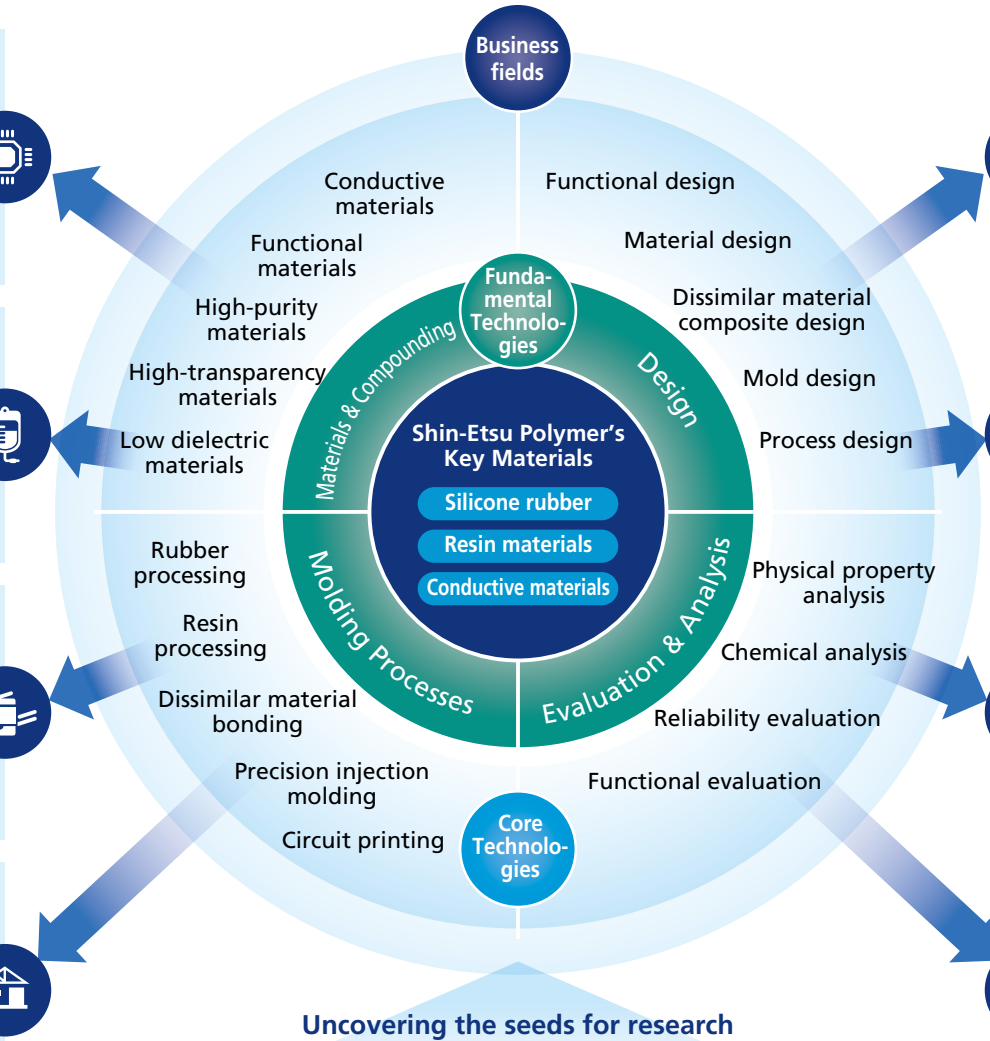 Business
fields
Conductive
materials
Functional
materials
High-purity
materials
High-transparency
materials
Low dielectric
materials
Functional design
Material design
Dissimilar material
composite design
Mold design
Process design
Funda-
mental
Technolo-
gies
Materials & Compounding
Design
Shin-Etsu Polymer’s
Key Materials
Silicone rubber
Resin materials
Conductive materials
Molding Processes
Evaluation & Analysis
Rubber
processing
Resin
processing
Dissimilar material
bonding
Precision injection
molding
Circuit printing
Physical property
analysis
Chemical analysis
Reliability evaluation
Functional evaluation
Core
Technolo-
gies
Uncovering the seeds for research